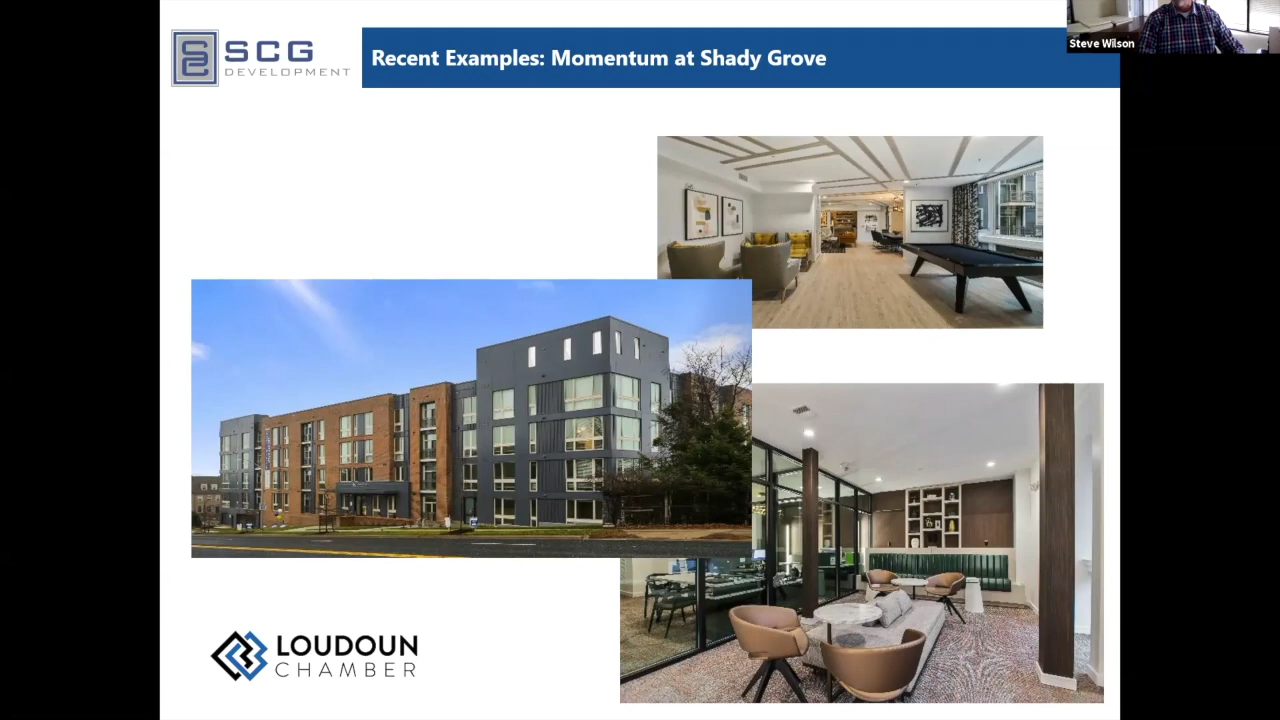 SCG
DEVELOPMENT
Recent Examples: Momentum at Shady Grove
Steve Wilson
LOUDOUN
CHAMBER